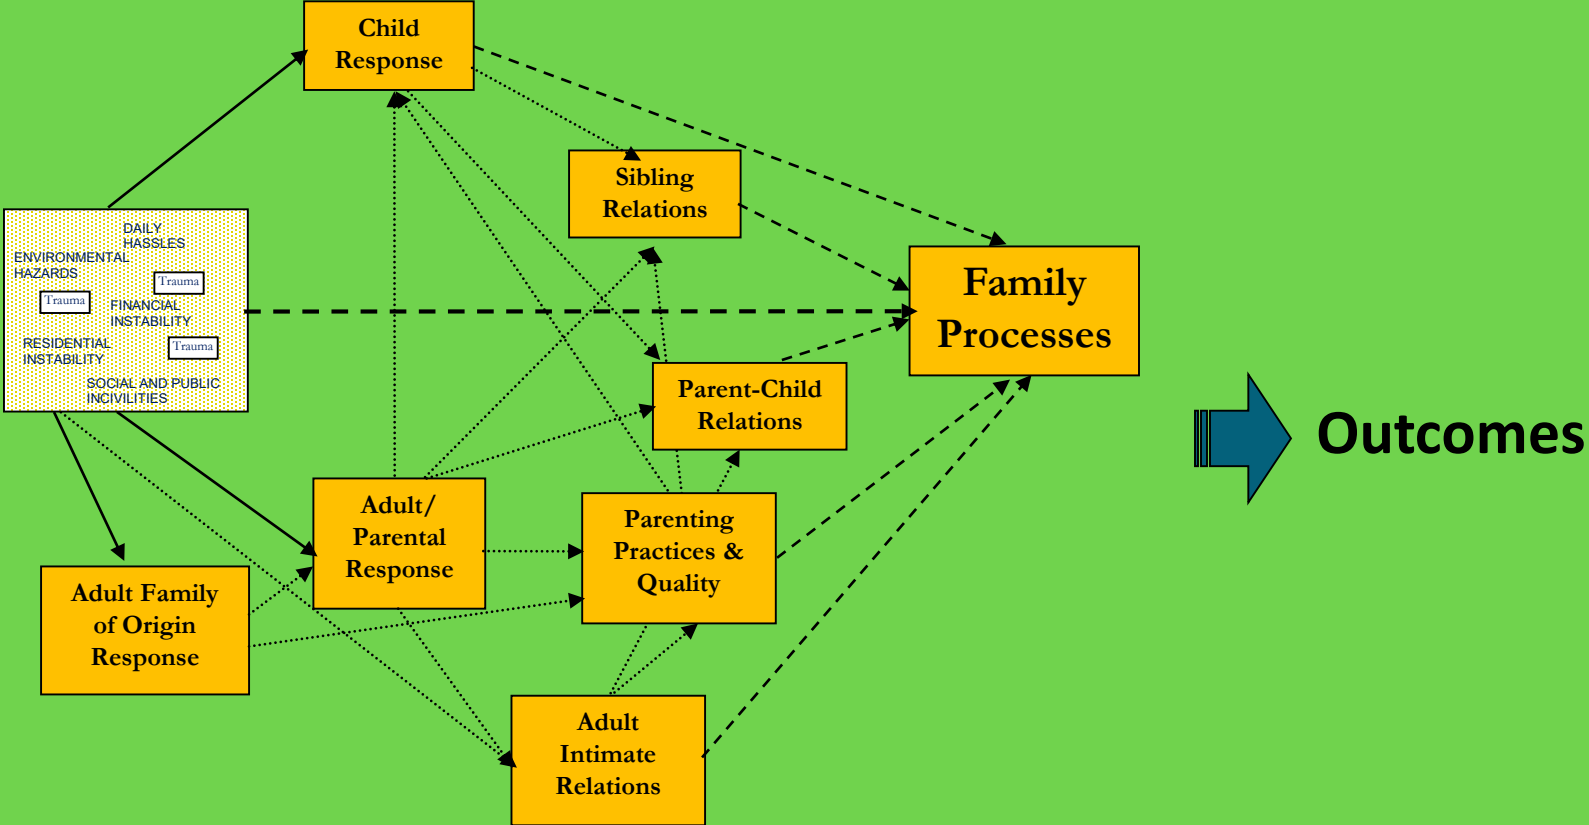 Child
Response
Sibling
Relations
DAILY
HASSLES
ENVIRONMENTAL
HAZARDS
Trauma
Trauma
FINANCIAL
INSTABILITY
RESIDENTIAL
INSTABILITY
Trauma
SOCIAL AND PUBLIC
INCIVILITIES
Family
Processes
Parent-Child
Relations
Outcomes
Adult/
Parental
Response
Parenting
Practices &
Quality
Adult Family
of Origin
Response
Adult
Intimate
Relations